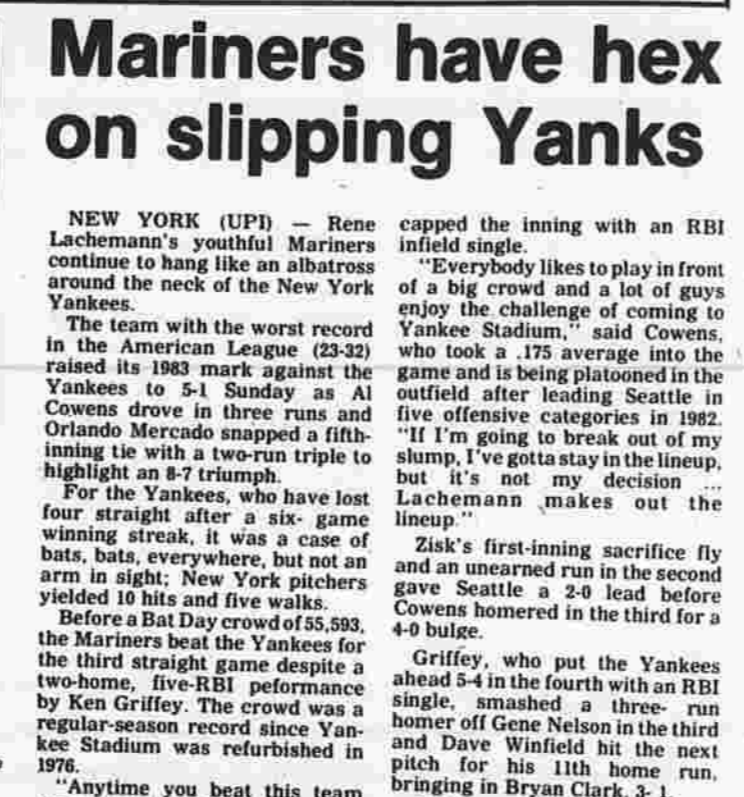 Mariners have hex
on slipping Yanks
NEW YORK (UPI) — Rene
Lachemann's youthful Mariners
continue to hang like an albatross
around the neck of the New York
Yankees.
The team with the worst record
in the American League (23-32)
raised its 1983 mark against the
Yankees to 5-1 Sunday as Al
Cowens drove in three runs and
Orlando Mercado snapped a fifth-
inning tie with a two-run triple to
highlight an 8-7 triumph.
For the Yankees, who have lost
four straight after a six- game
winning streak, it was a case of
bats, bats, everywhere, but not an
arm in sight; New York pitchers
yielded 10 hits and five walks.
Before a Bat Day crowd of 55,593,
the Mariners beat the Yankees for
the third straight game despite a
two-home, five-RBI peformance
by Ken Griffey. The crowd was a
regular-season record since Yan-
kee Stadium was refurbished in
1976.
"Anytime you beat this team
capped the inning with an RBI
infield single.
"Everybody likes to play in front
of a big crowd and a lot of guys
enjoy the challenge of coming to
Yankee Stadium," said Cowens,
who took a .175 average into the
game and is being platooned in the
outfield after leading Seattle in
five offensive categories in 1982.
"If I'm going to break out of my
slump, I've gotta stay in the lineup,
but it's not my decision ...
Lachemann makes out the
lineup."
Zisk's first-inning sacrifice fly
and an unearned run in the second
gave Seattle a 2-0 lead before
Cowens homered in the third for a
4-0 bulge.
Griffey, who put the Yankees
ahead 5-4 in the fourth with an RBI
single, smashed a three- run
homer off Gene Nelson in the third
and Dave Winfield hit the next
pitch for his 11th home run,
bringing in Bryan Clark, 3- 1.